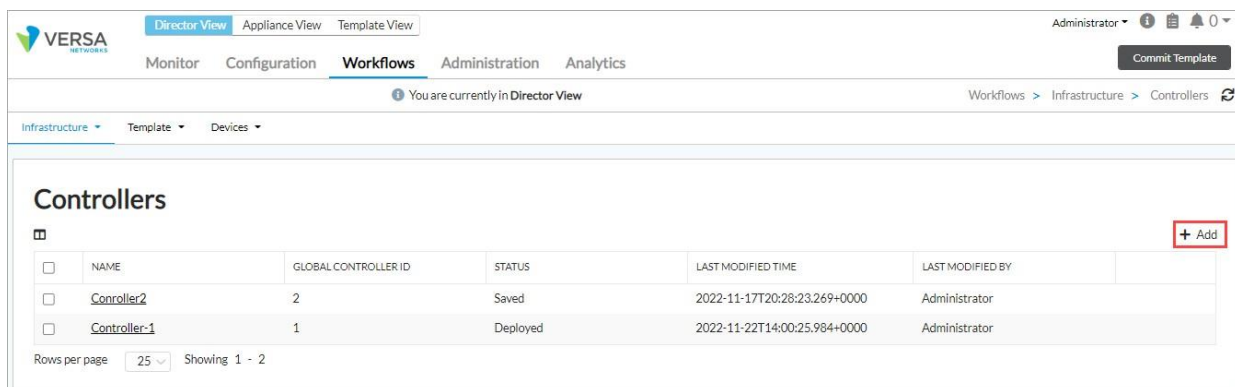 VERSA
NETWORKS
Director View Appliance View Template View
Administrator 0
Monitor Configuration Workflows Administration Analytics
Commit Template
You are currently in Director View
Workflows > Infrastructure > Controllers
Infrastructure Template Devices
Controllers
+ Add
NAME GLOBAL CONTROLLER ID STATUS LAST MODIFIED TIME LAST MODIFIED BY
Conroller2 2 Saved 2022-11-17T20:28:23.269+0000 Administrator
Controller-1 1 Deployed 2022-11-22T14:00:25.984+0000 Administrator
Rows per page 25 Showing 1 - 2